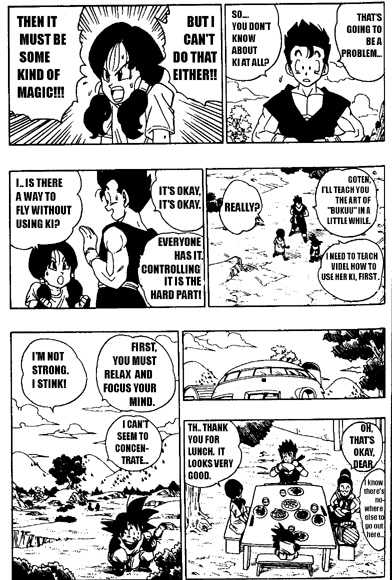 THAT'S
GOING TO
BE A
PROBLEM...
SO....
YOU DON'T
KNOW
ABOUT
KI AT ALL?
BUT I
CAN'T
DO THAT
EITHER!!
THEN IT
MUST BE
SOME
KIND OF
MAGIC!!!
GOTEN,
I'LL TEACH YOU
THE ART OF
"BUKUU" IN A
LITTLE WHILE.
REALLY?
I NEED TO TEACH
VIDEL HOW TO
USE HER KI, FIRST.
IT'S OKAY,
IT'S OKAY.
EVERYONE
HAS IT.
CONTROLLING
IT IS THE
HARD PART!
I.. IS THERE
A WAY TO
FLY WITHOUT
USING KI?
OH,
THAT'S
OKAY,
DEAR
I know
there's
no-
where
else to
go out
here...
TH.. THANK
YOU FOR
LUNCH. IT
LOOKS VERY
GOOD.
FIRST,
YOU MUST
RELAX AND
FOCUS YOUR
MIND.
I CAN'T
SEEM TO
CONCEN-
TRATE...
I'M NOT
STRONG.
I STINK!